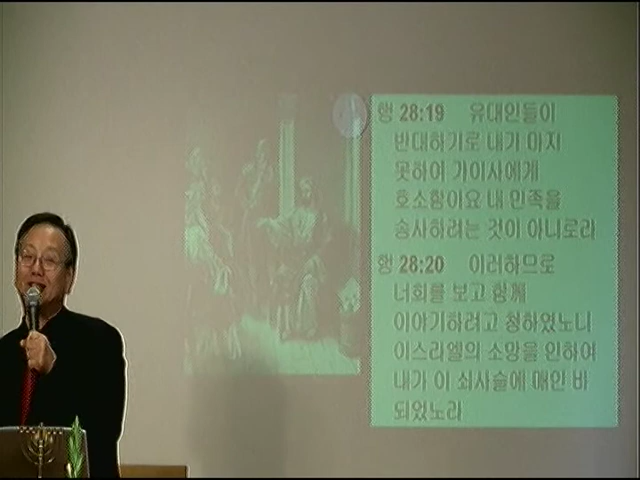 행 28:19 유대인들이
반대하기로 내가 마지
못하여 가이사에게
호소함이요 내 민족을
송사하려는 것이 아니로라
행 28:20 이러하므로
너희를 보고 함께
이야기하려고 청하였노니
이스라엘의 소망을 인하여
내가 이 쇠사슬에 매인 바
되었노라